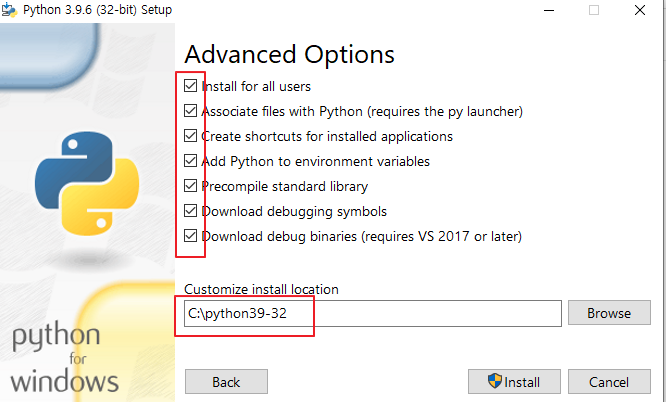 Python 3.9.6 (32-bit) Setup
Advanced Options
Install for all users
Associate files with Python (requires the py launcher)
Create shortcuts for installed applications
Add Python to environment variables
Precompile standard library
Download debugging symbols
Download debug binaries (requires VS 2017 or later)
Customize install location
C:\python39-32
Browse
python
for
windows
Back
Install
Cancel